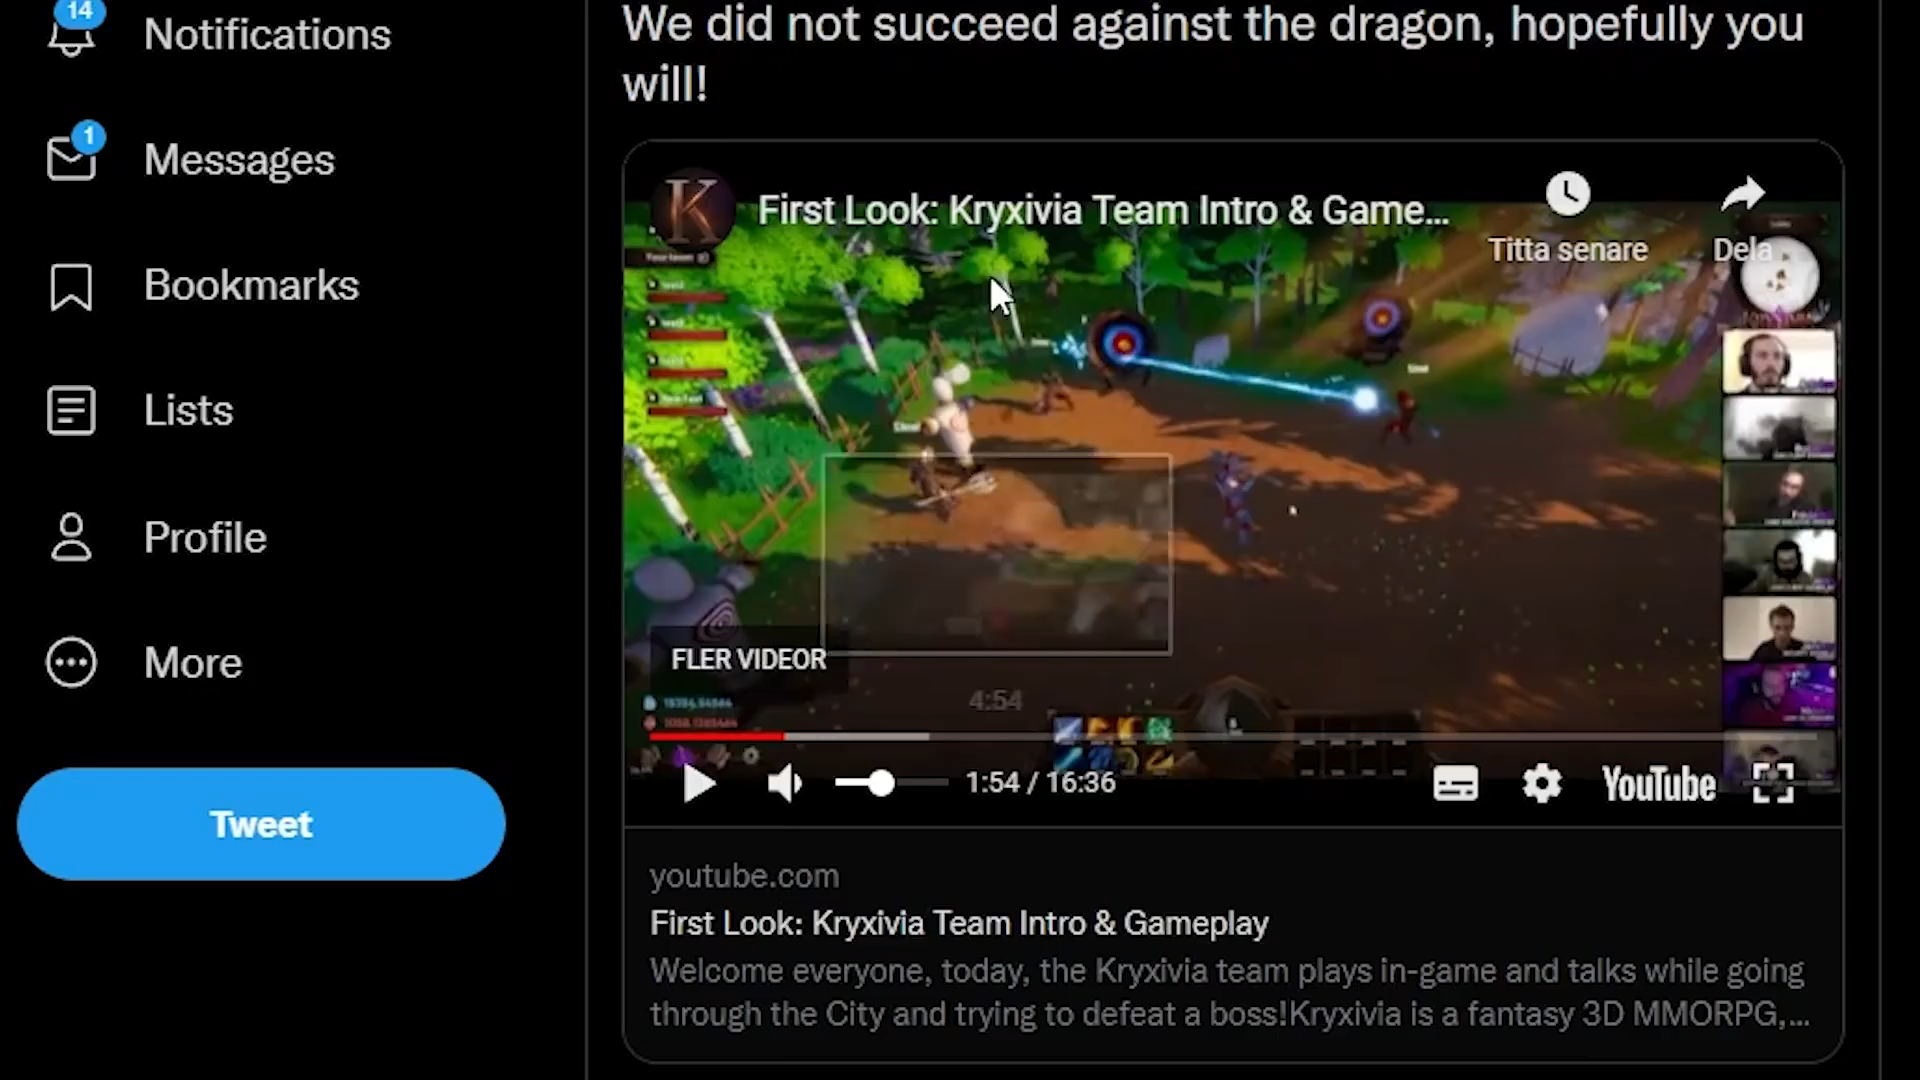 14
Notifications
1
Messages
Bookmarks
Lists
Profile
More
Tweet
We did not succeed against the dragon, hopefully you
will!
K
First Look: Kryxivia Team Intro & Game...
Titta senare
Dela
FLER VIDEOR
4:54
1:54 / 16:36
YouTube
youtube.com
First Look: Kryxivia Team Intro & Gameplay
Welcome everyone, today, the Kryxivia team plays in-game and talks while going
through the City and trying to defeat a boss!Kryxivia is a fantasy 3D MMORPG,...